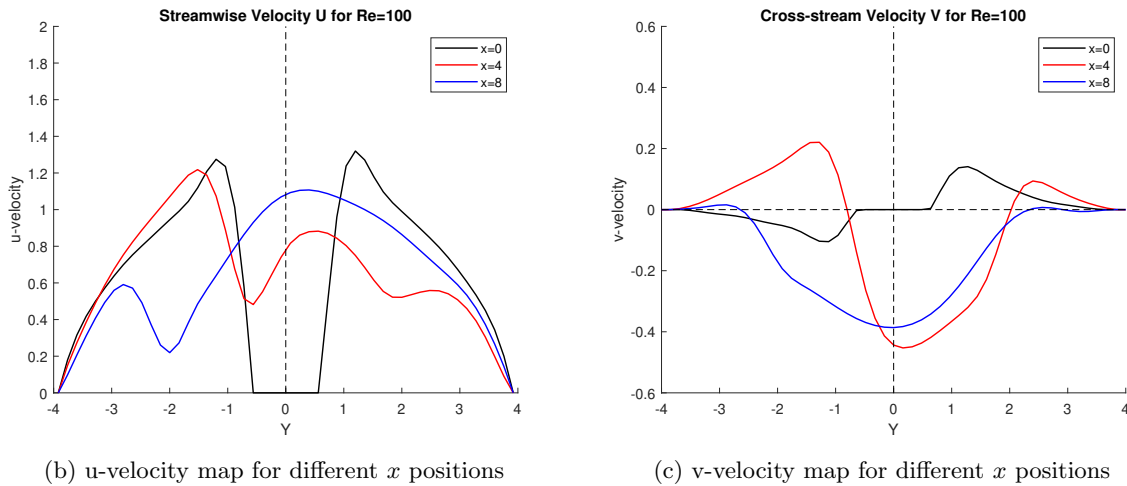 Streamwise Velocity U for Re=100
2
1.8
1.6
1.4
1.2
1
0.8
0.6
0.4
0.2
0
u-velocity
-4 -3 -2 -1 0 1 2 3 4
Y
x=0
x=4
x=8
(b) u-velocity map for different x positions
Cross-stream Velocity V for Re=100
0.6
0.4
0.2
0
-0.2
-0.4
-0.6
v-velocity
-4 -3 -2 -1 0 1 2 3 4
Y
x=0
x=4
x=8
(c) v-velocity map for different x positions